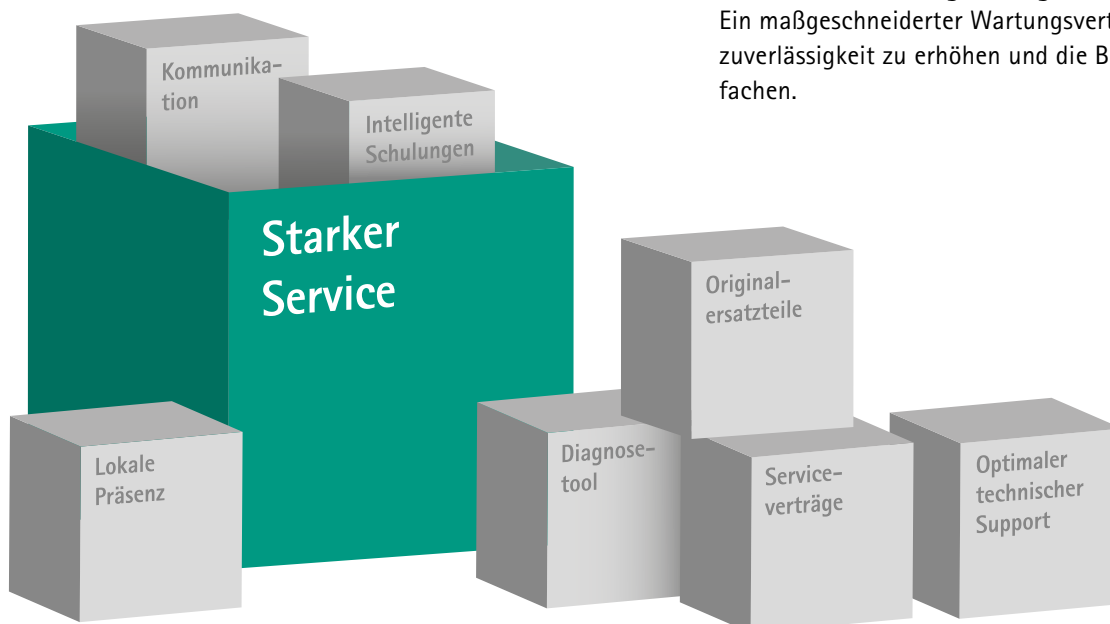 Ein maßgeschneiderter Wartungsvert
zuverlässigkeit zu erhöhen und die B
fachen.
Kommunika-
tion
Intelligente
Schulungen
Starker
Service
Original-
ersatzteile
Lokale
Präsenz
Diagnose-
tool
Service-
verträge
Optimaler
technischer
Support